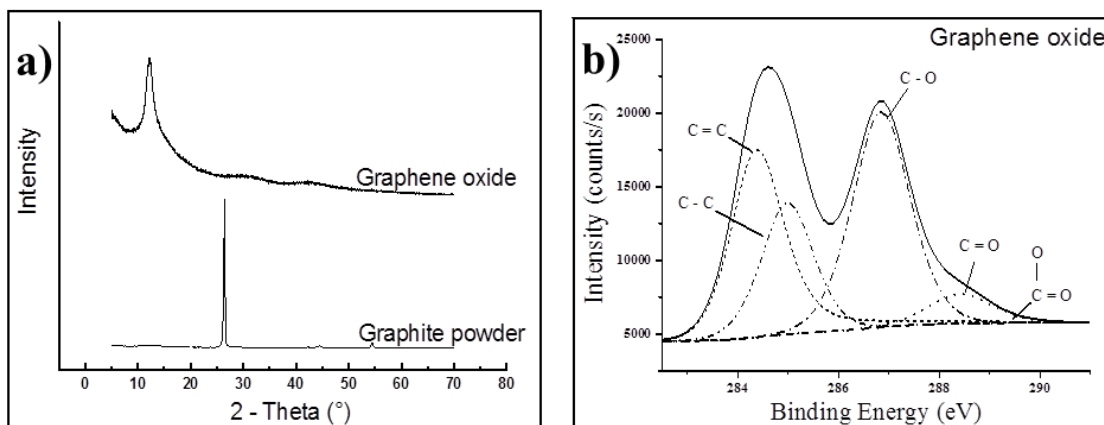 a)
Intensity
Graphene oxide
Graphite powder
0 10 20 30 40 50 60 70 80
2 - Theta (°)
b)
Graphene oxide
Intensity (counts/s)
25000
20000
15000
10000
5000
C - O
C = C
C - C
C = O
O
C = O
284 286 288 290
Binding Energy (eV)